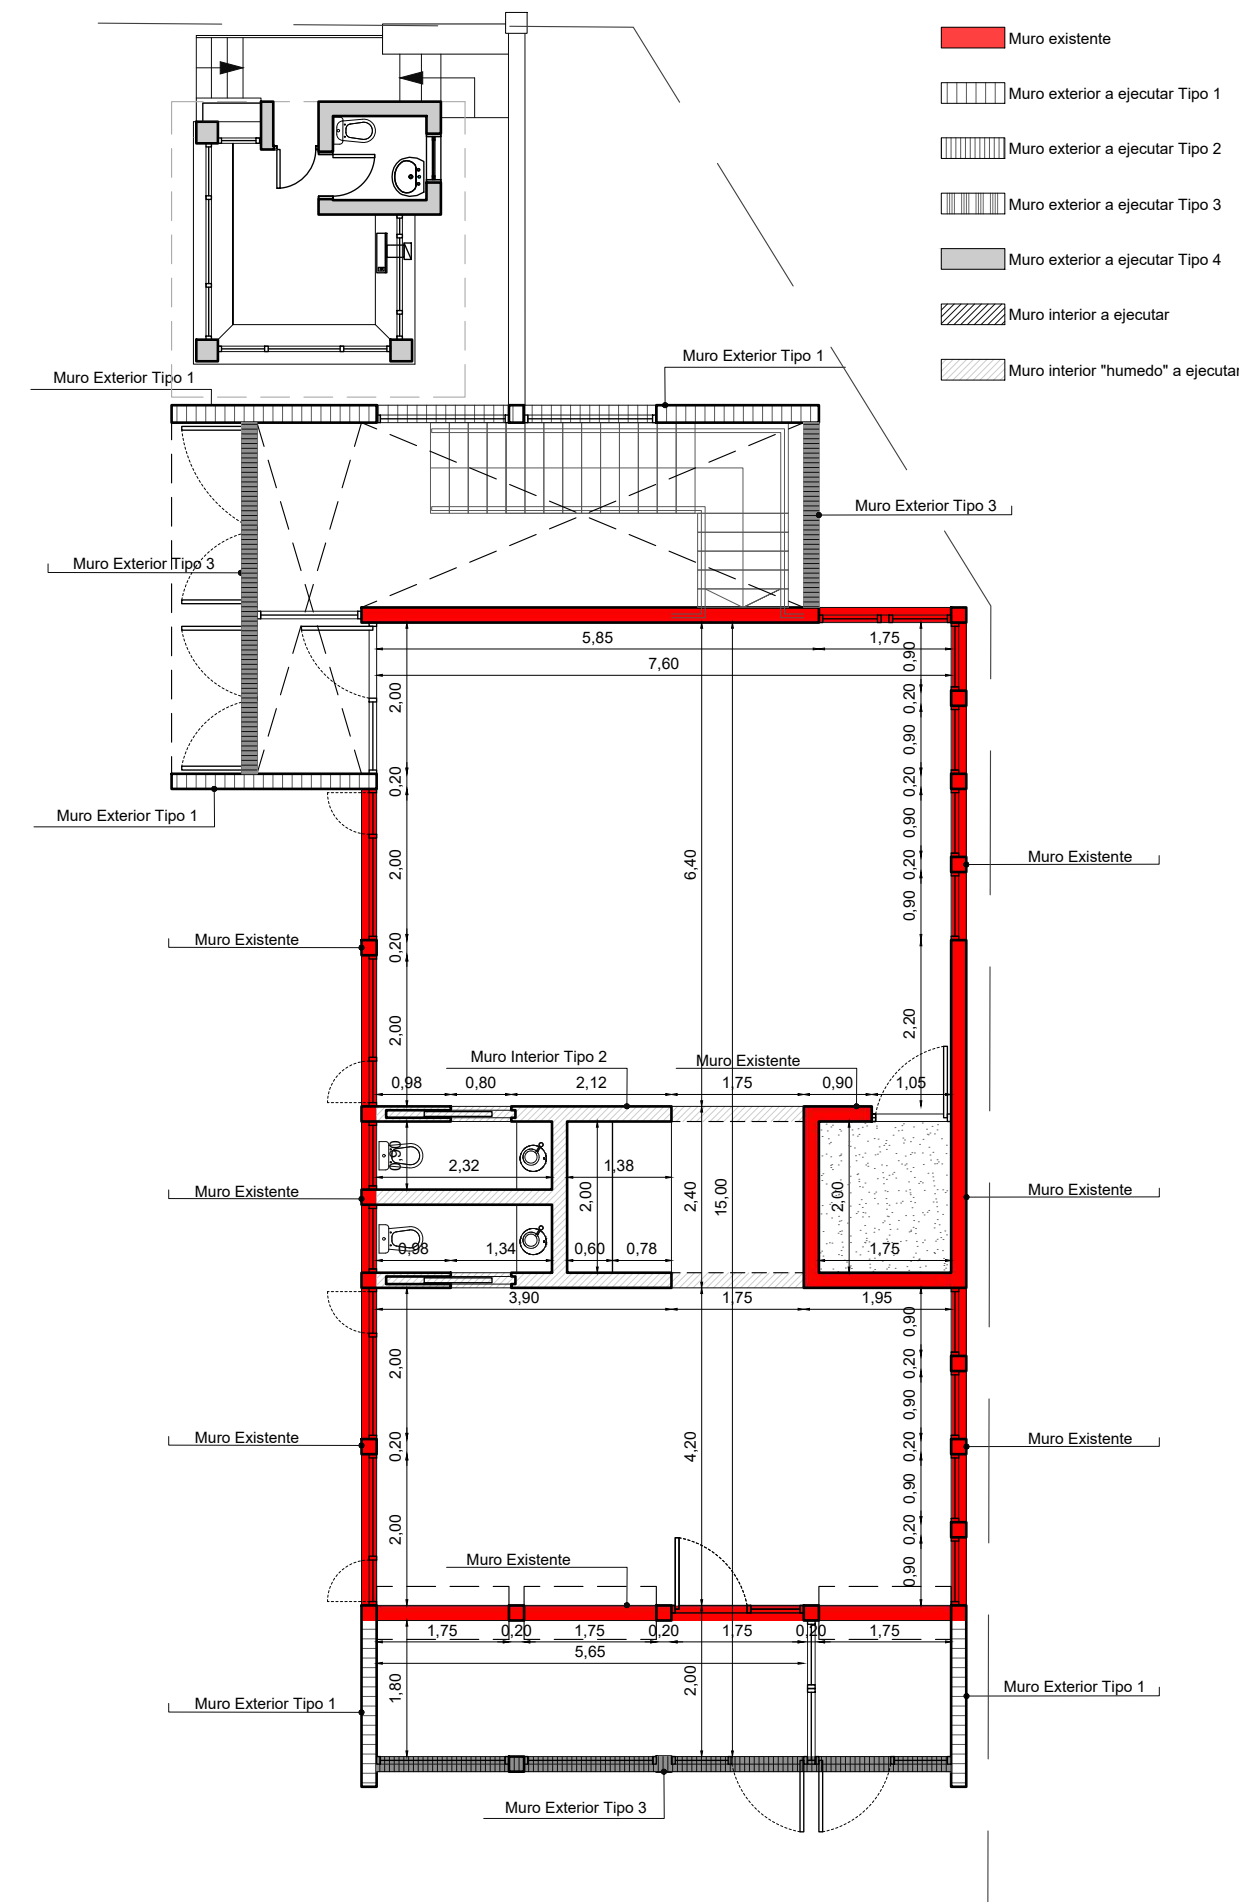 Muro existente
Muro exterior a ejecutar Tipo 1
Muro exterior a ejecutar Tipo 2
Muro exterior a ejecutar Tipo 3
Muro exterior a ejecutar Tipo 4
Muro interior a ejecutar
Muro interior "humedo" a ejecutar
Muro Exterior Tipo 1
Muro Exterior Tipo 1
Muro Exterior Tipo 3
Muro Exterior Tipo 3
5,85
1,75
7,60
0,90
2,00
0,20
0,90
0,20
0,20
Muro Exterior Tipo 1
0,90
2,00
6,40
0,20
Muro Existente
0,90
Muro Existente
0,20
2,00
2,20
Muro Interior Tipo 2
Muro Existente
0,98
0,80
2,12
1,75
0,90
1,05
0,90
2,32
1,38
Muro Existente
2,00
2,40
15,00
2,00
Muro Existente
0,98
1,34
0,60
0,78
1,75
3,90
1,75
1,95
0,90
2,00
0,20
0,90
Muro Existente
0,20
4,20
0,20
Muro Existente
0,90
2,00
0,20
Muro Existente
0,90
1,75
0,20
1,75
0,20
1,75
0,20
1,75
5,65
1,80
2,00
Muro Exterior Tipo 1
Muro Exterior Tipo 1
Muro Exterior Tipo 3